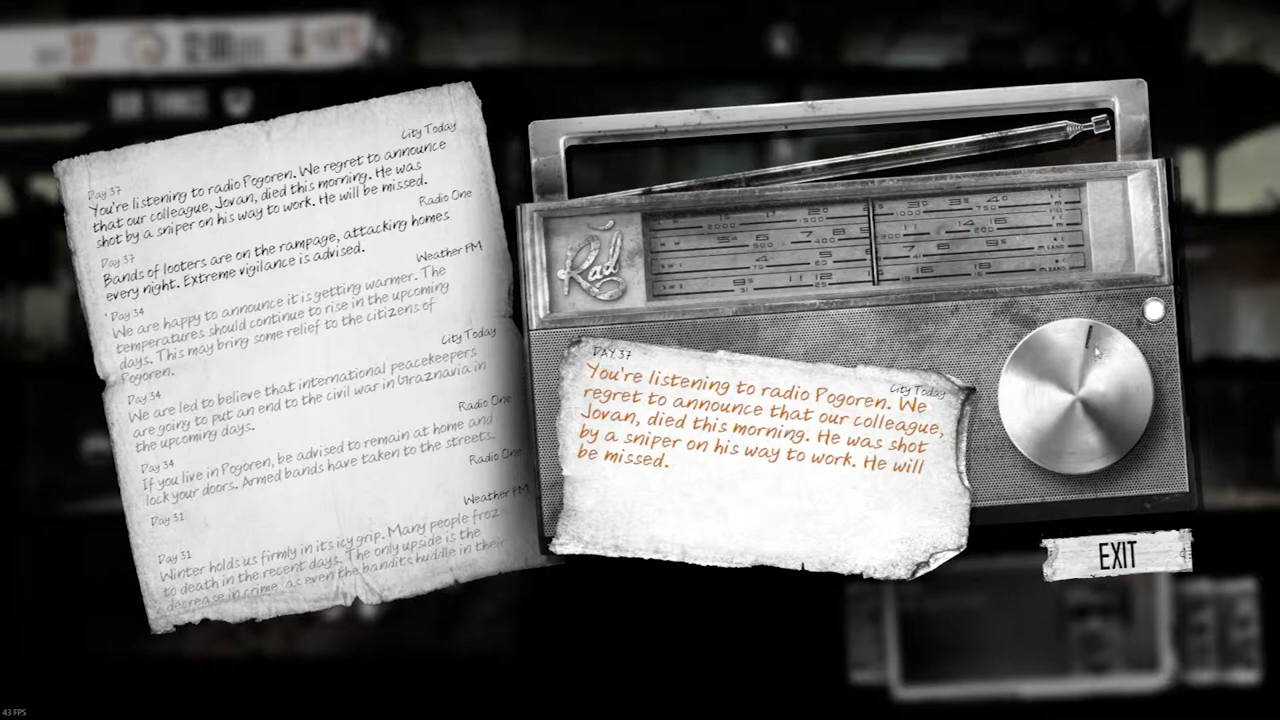 City Today
Day 37
You're listening to radio Pogoren. We regret to announce
that our colleague, Jovan, died this morning. He was
shot by a sniper on his way to work. He will be missed.
Radio One
Day 37
Bands of looters are on the rampage, attacking homes
every night. Extreme vigilance is advised.
Weather FM
Day 34
We are happy to announce it is getting warmer. The
temperatures should continue to rise in the upcoming
days. This may bring some relief to the citizens of
Pogoren.
City Today
Day 34
We are led to believe that international peacekeepers
are going to put an end to the civil war in Graznavia in
the upcoming days.
Radio One
Day 34
If you live in Pogoren, be advised to remain at home and
lock your doors. Armed bands have taken to the streets.
Radio One
Day 31
Weather FM
Day 31
Winter holds us firmly in its icy grip. Many people froz
to death in the recent days. The only upside is the
decrease in crime, as even the bandits huddle in their
Rad
DAY 37
City Today
You're listening to radio Pogoren. We
regret to announce that our colleague,
Jovan, died this morning. He was shot
by a sniper on his way to work. He will
be missed.
EXIT
43 FPS